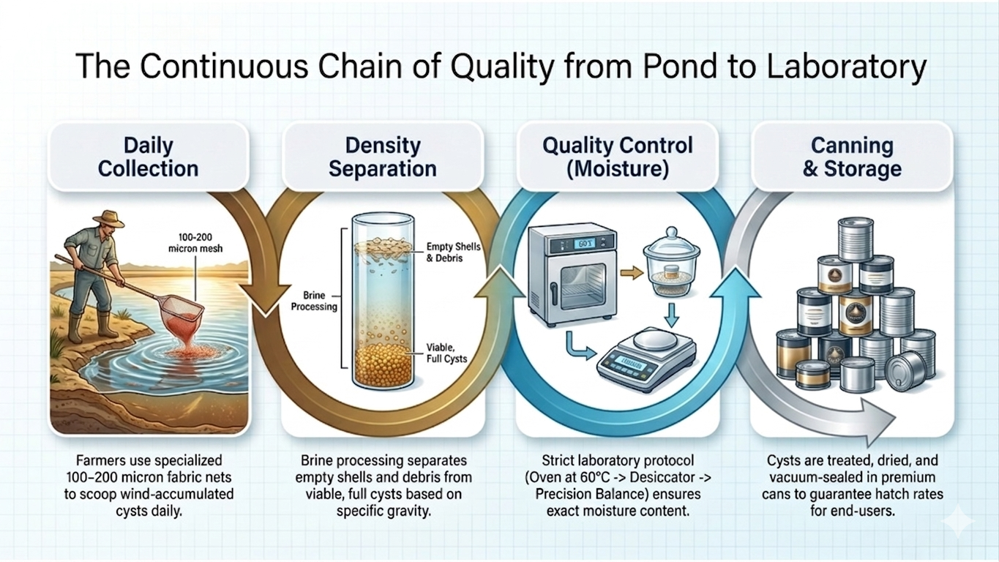 The Continuous Chain of Quality from Pond to Laboratory
Daily
Collection
100-200
micron mesh
Farmers use specialized
100–200 micron fabric nets
to scoop wind-accumulated
cysts daily.
Density
Separation
Empty Shells
& Debris
Brine
Processing
Viable,
Full Cysts
Brine processing separates
empty shells and debris from
viable, full cysts based on
specific gravity.
Quality Control
(Moisture)
Strict laboratory protocol
(Oven at 60°C -> Desiccator ->
Precision Balance) ensures
exact moisture content.
Canning
& Storage
Cysts are treated, dried, and
vacuum-sealed in premium
cans to guarantee hatch rates
for end-users.